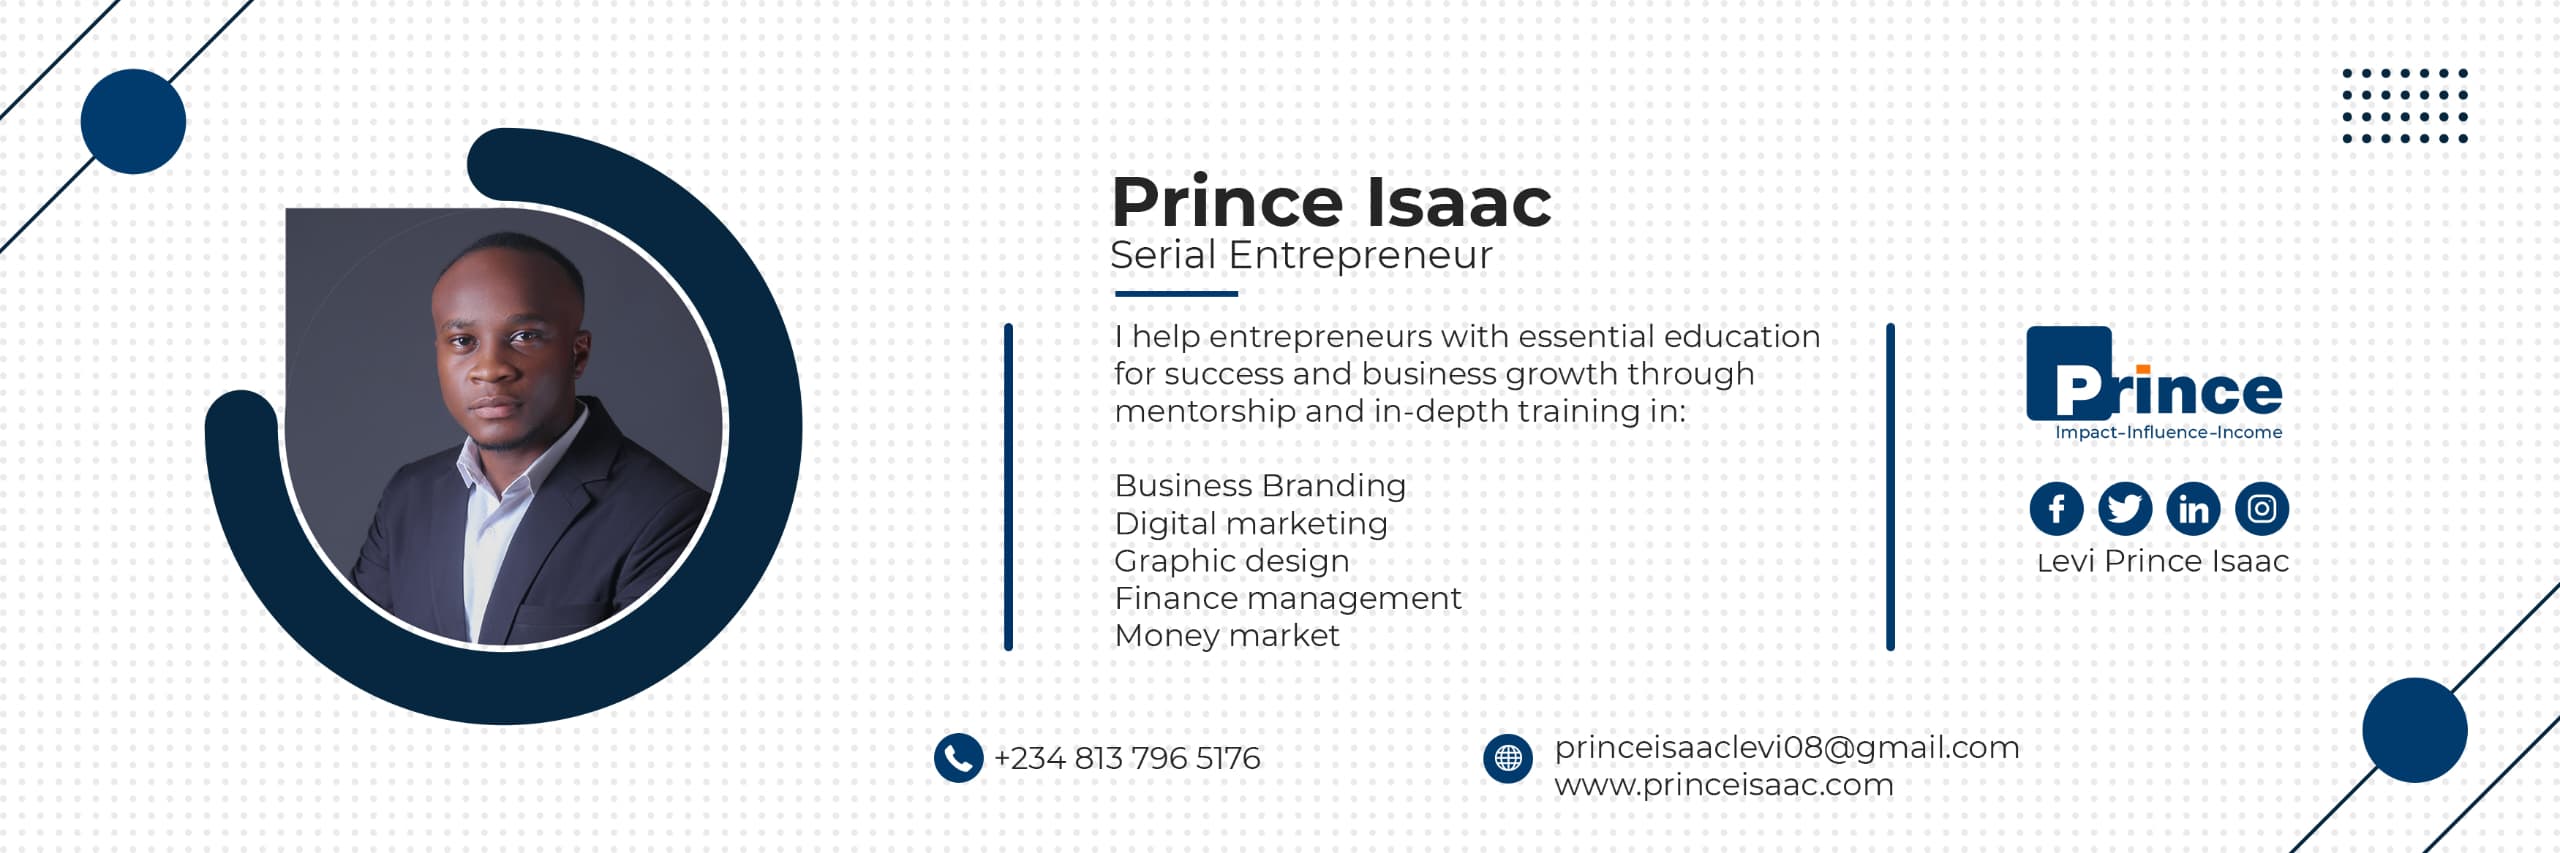 Prince Isaac
Serial Entrepreneur
I help entrepreneurs with essential education
for success and business growth through
mentorship and in-depth training in:
Business Branding
Digital marketing
Graphic design
Finance management
Money market
Prince
Impact-Influence-Income
f
in
Levi Prince Isaac
+234 813 796 5176
princeisaaclevi08@gmail.com
www.princeisaac.com